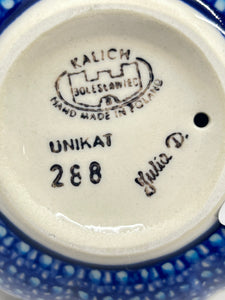 KALICH
BOLESŁAWIEC
HAND MADE IN POLAND
UNIKAT
288
Julia D.